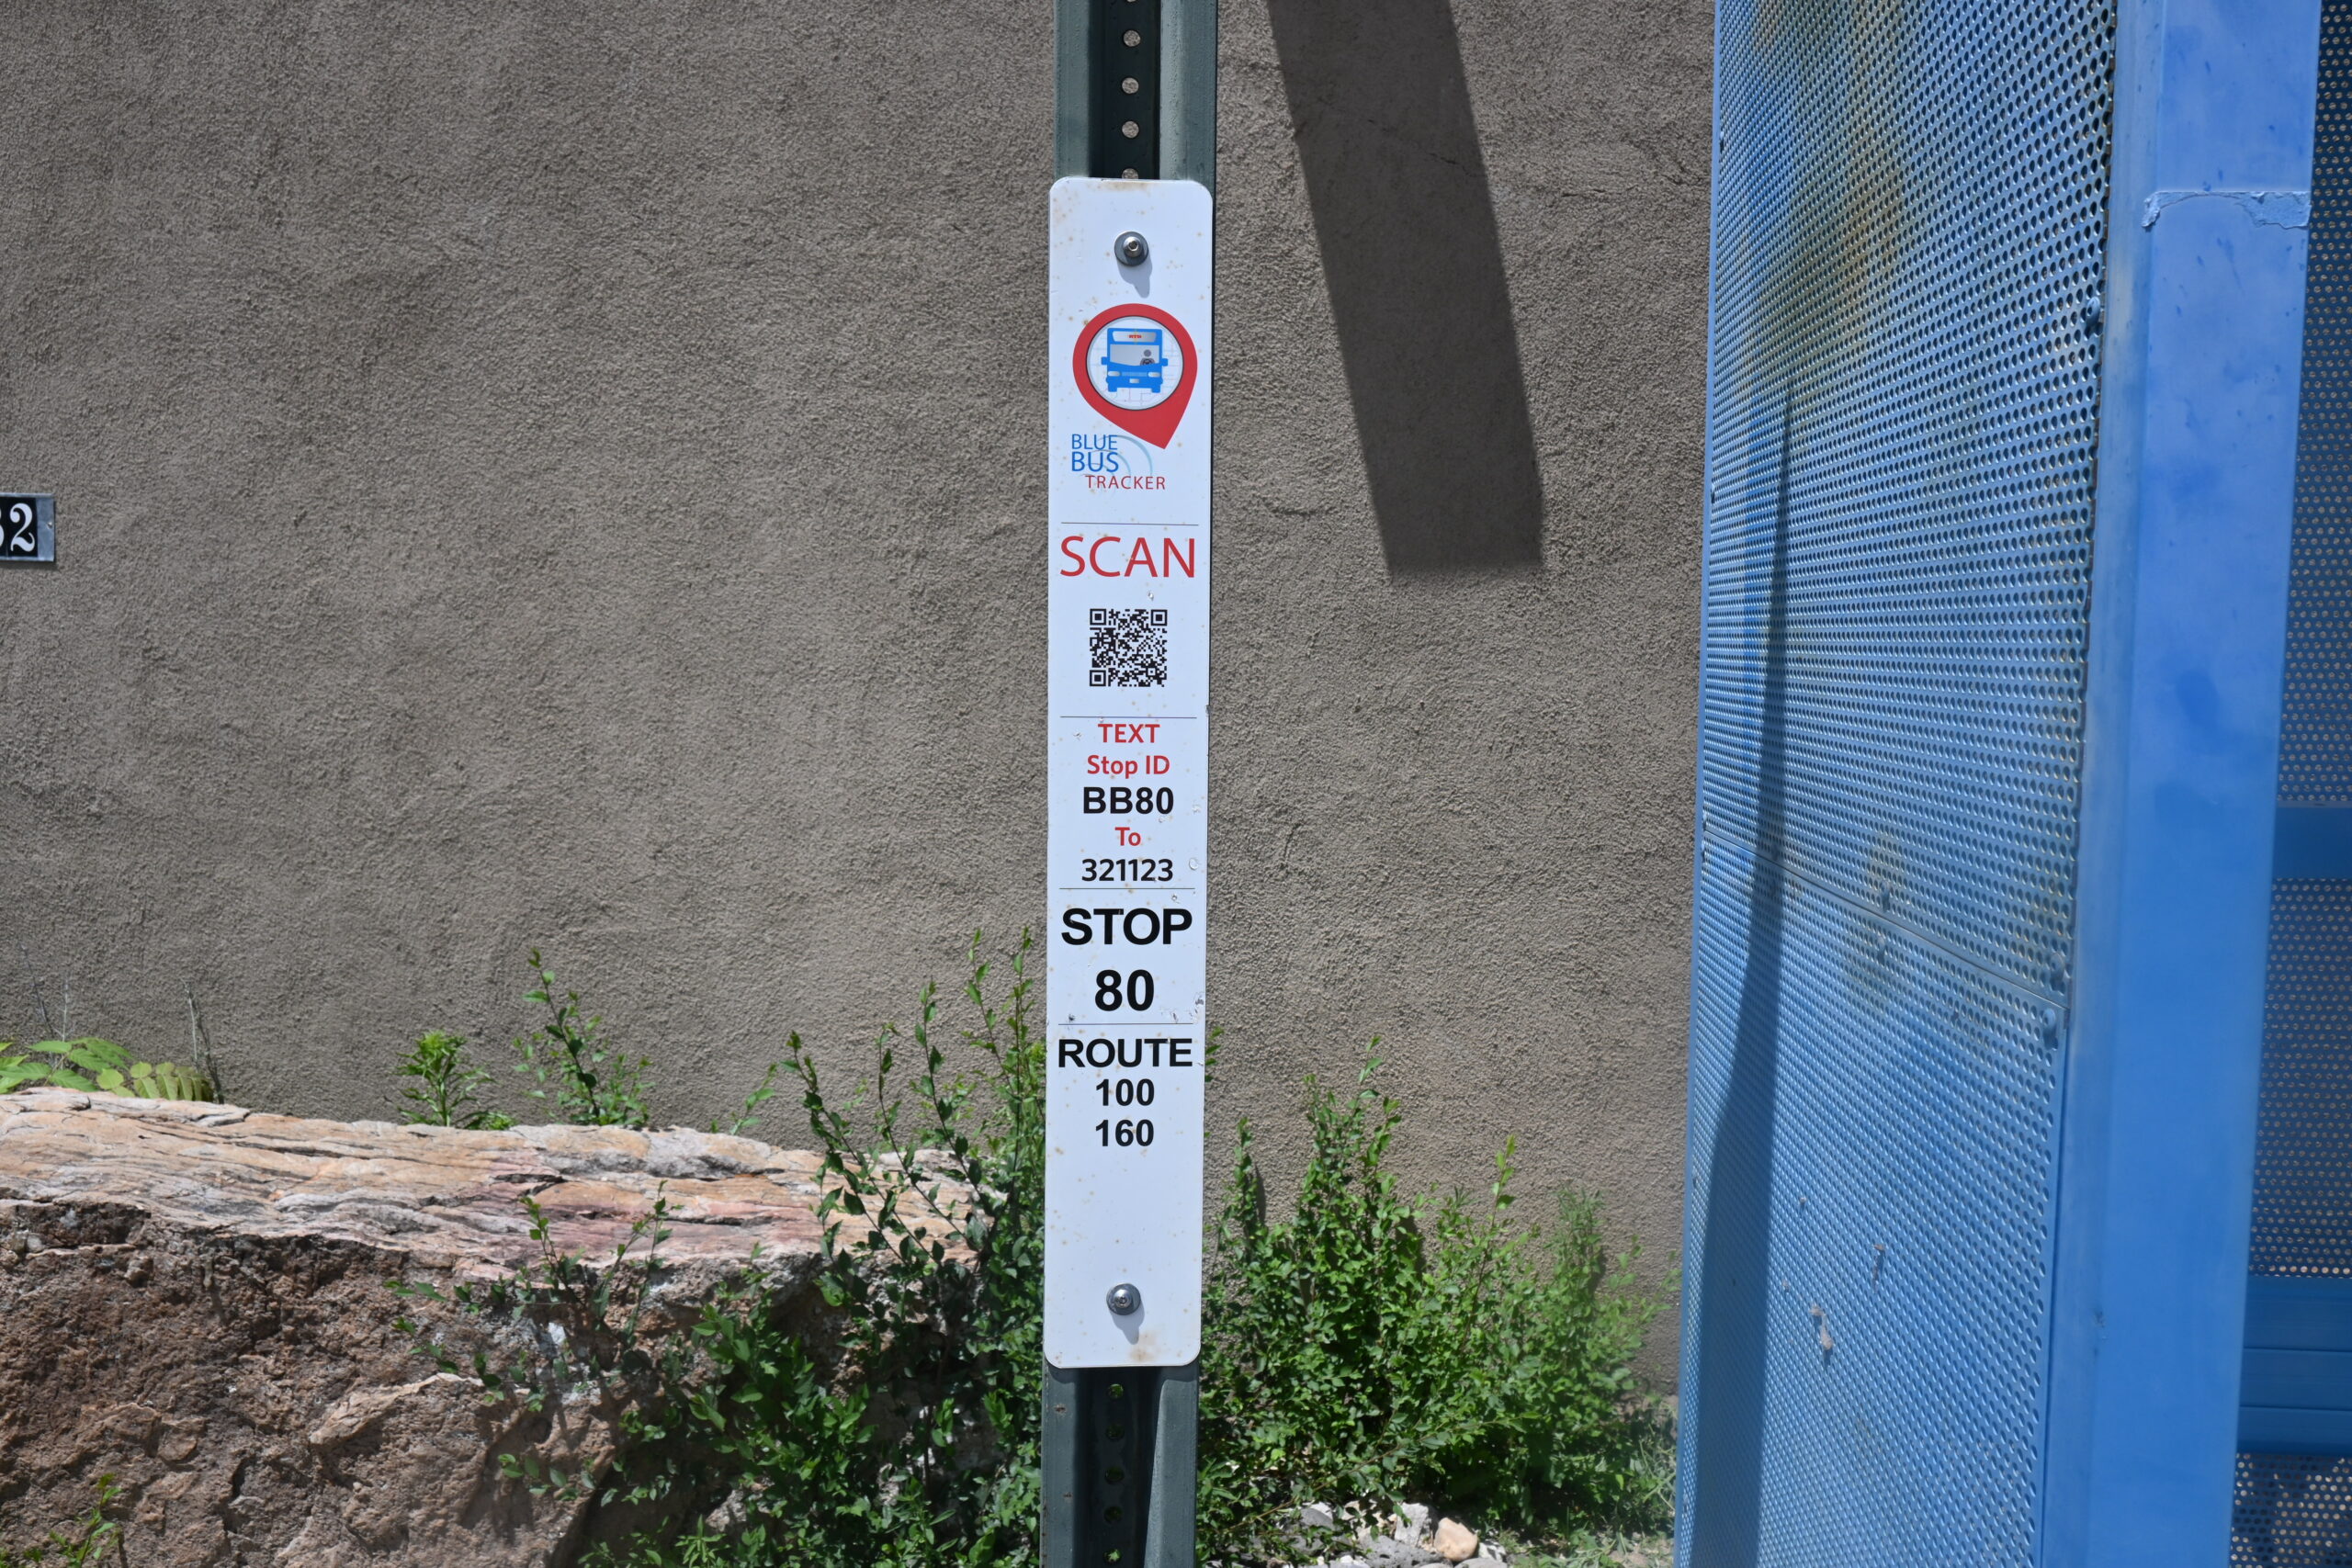 BLUE
BUS
TRACKER
SCAN
TEXT
Stop ID
BB80
To
321123
STOP
80
ROUTE
100
160